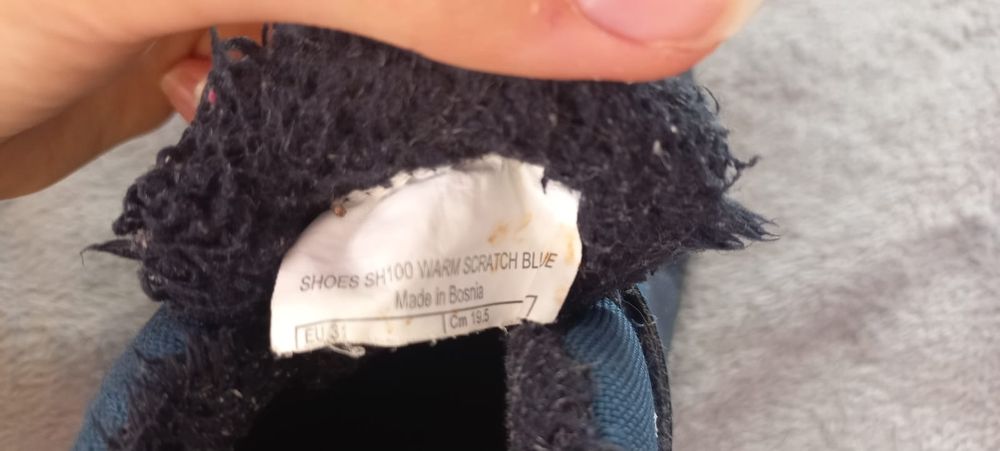 SHOES SH100 WARM SCRATCH BLUE
Made in Bosnia
EU 31 Cm 19.5